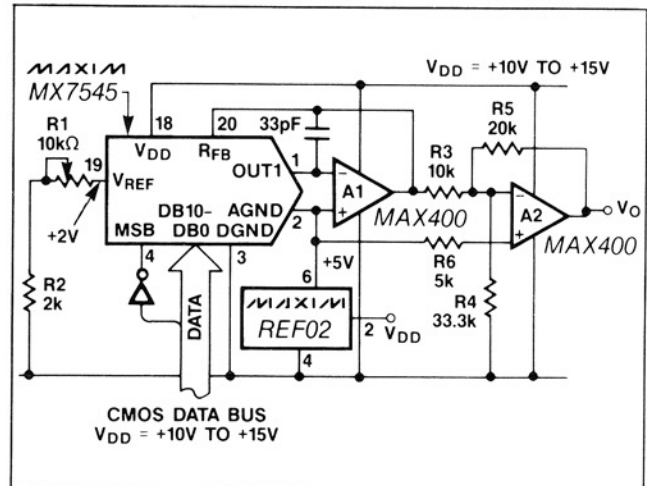 MAXIM
MX7545
VDD = +10V TO +15V
R1
10kΩ
19
18
20
33pF
R5
20k
VDD
RFB
VREF
OUT1
1
−
+
A1
R3
10k
−
+
A2
VO
MAX400
MAX400
+2V
MSB
DB10-
DB0
DGND
AGND
2
4
3
+5V
R6
5k
R4
33.3k
R2
2k
6
MAXIM
REF02
2
VDD
4
DATA
CMOS DATA BUS
VDD = +10V TO +15V